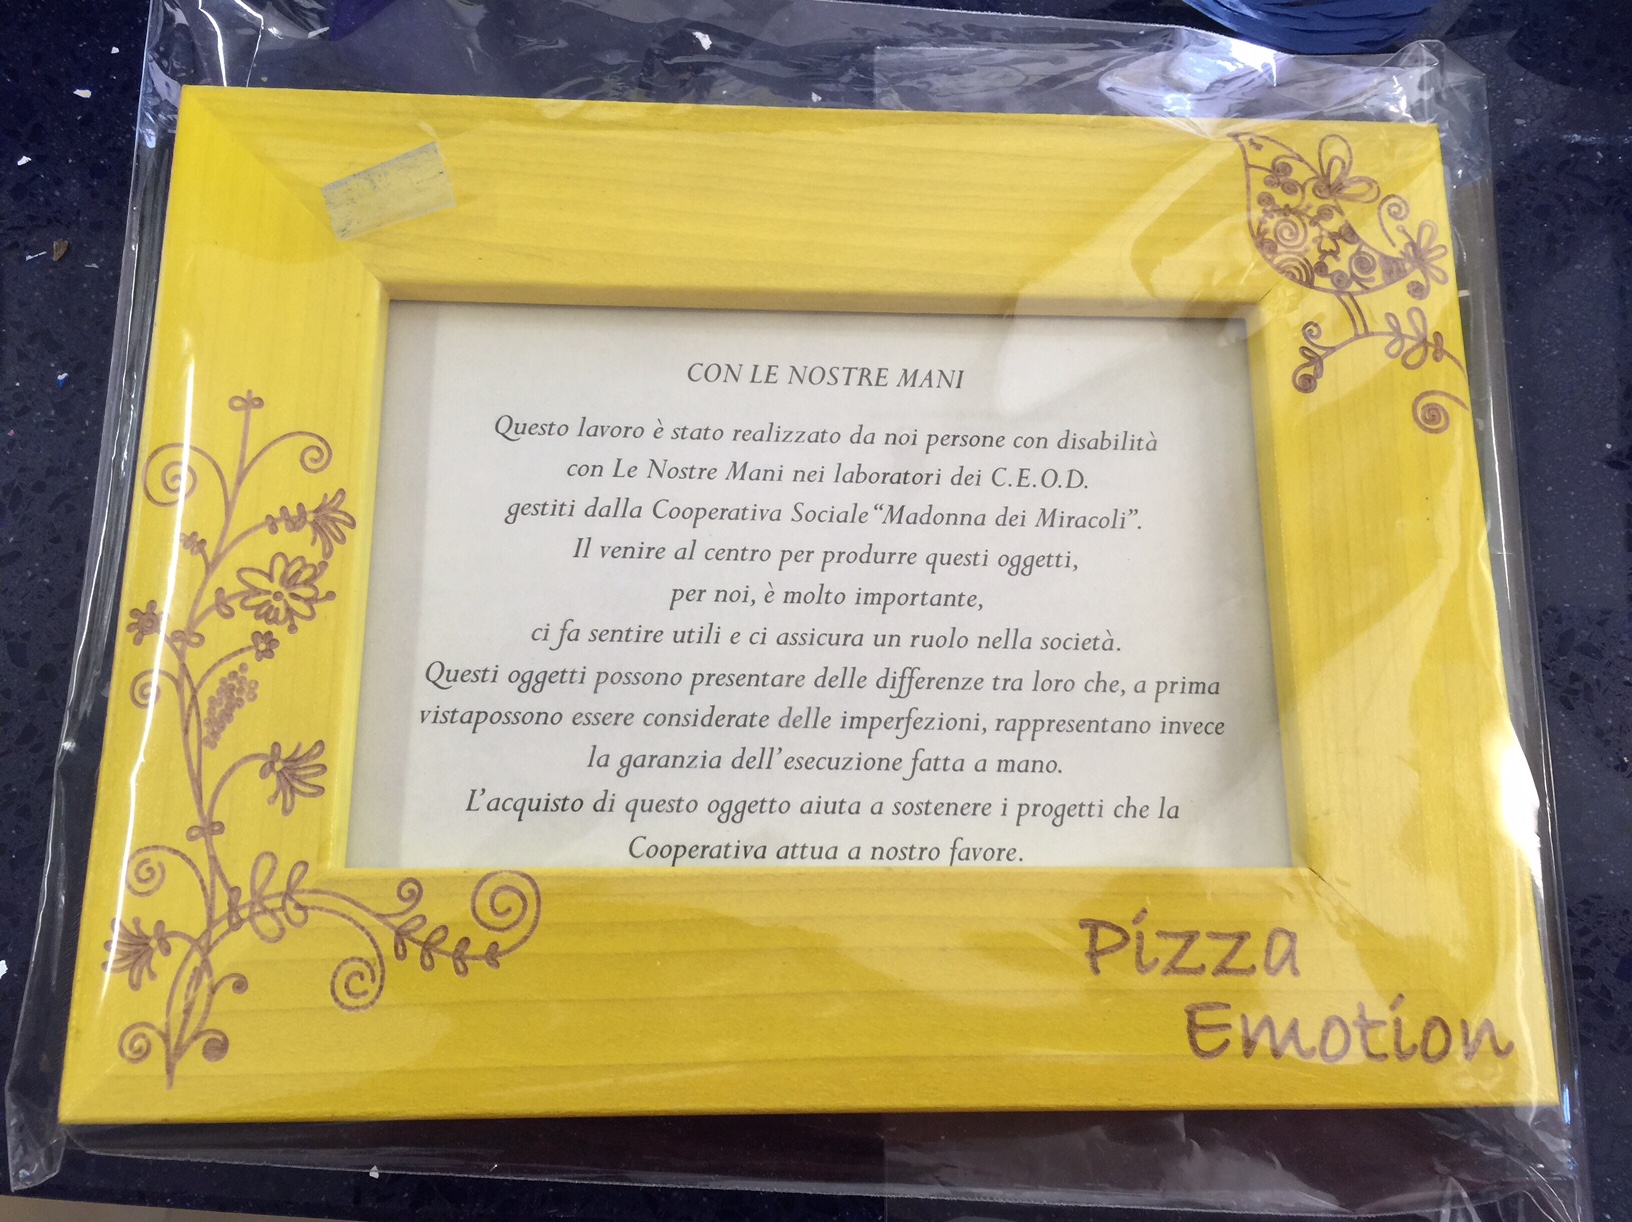 CON LE NOSTRE MANI
Questo lavoro è stato realizzato da noi persone con disabilità
con Le Nostre Mani nei laboratori dei C.E.O.D.
gestiti dalla Cooperativa Sociale “Madonna dei Miracoli”.
Il venire al centro per produrre questi oggetti,
per noi, è molto importante,
ci fa sentire utili e ci assicura un ruolo nella società.
Questi oggetti possono presentare delle differenze tra loro che, a prima
vistapossono essere considerate delle imperfezioni, rappresentano invece
la garanzia dell’esecuzione fatta a mano.
L’acquisto di questo oggetto aiuta a sostenere i progetti che la
Cooperativa attua a nostro favore.
Pizza
Emotion